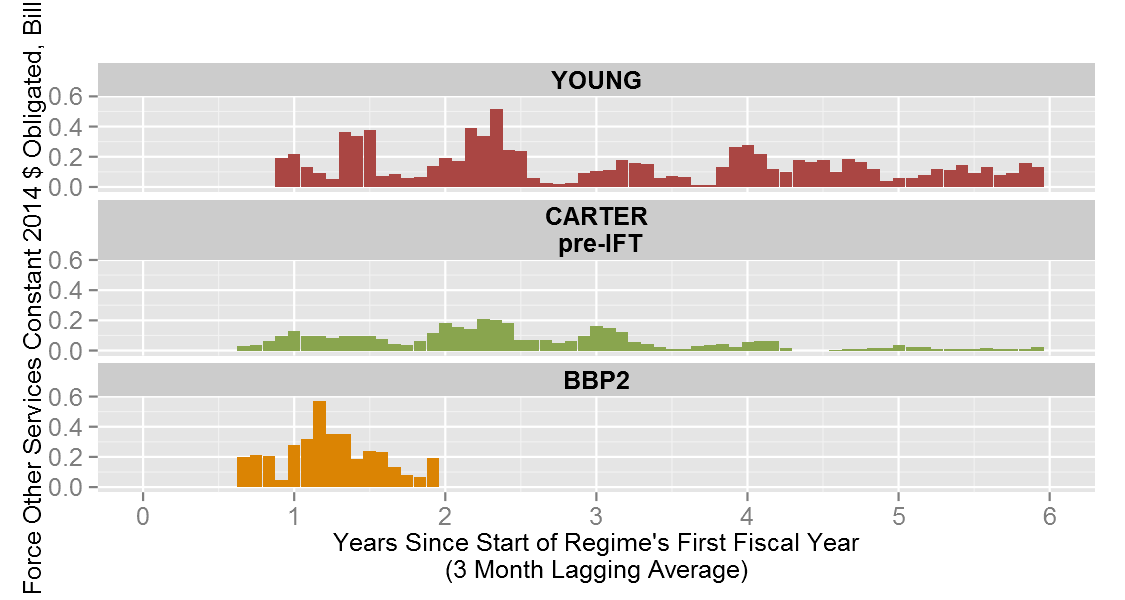 Force Other Services Constant 2014 $ Obligated, Bill
YOUNG
0.6
0.4
0.2
0.0
CARTER
pre-IFT
0.6
0.4
0.2
0.0
BBP2
0.6
0.4
0.2
0.0
0 1 2 3 4 5 6
Years Since Start of Regime's First Fiscal Year
(3 Month Lagging Average)